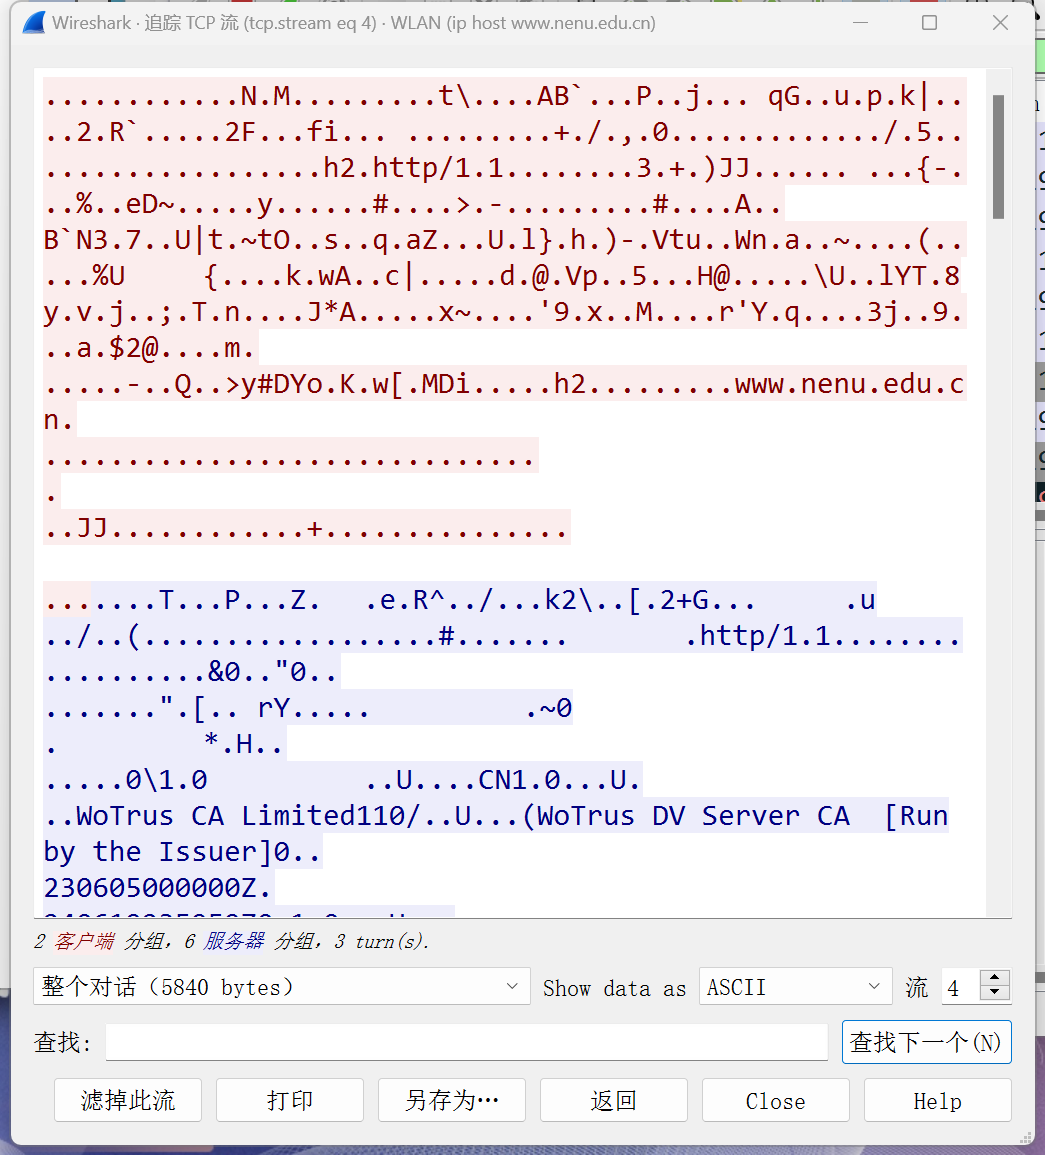 Wireshark · 追踪 TCP 流 (tcp.stream eq 4) · WLAN (ip host www.nenu.edu.cn)
............N.M.........t\....AB`...P..j... qG..u.p.k|..
..2.R`.....2F...fi... .........+./.,.0............./.5..
.................h2.http/1.1........3.+.)JJ...... ...{-.
..%..eD~.....y......#....>.-.........#....A..
B`N3.7..U|t.~tO..s..q.aZ...U.l}.h.)-.Vtu..Wn.a..~....(..
...%U     {....k.wA..c|.....d.@.Vp..5...H@.....\U..lYT.8
y.v.j..;.T.n....J*A.....x~....'9.x..M....r'Y.q....3j..9.
..a.$2@....m.
.....-..Q..>y#DYo.K.w[.MDi.....h2.........www.nenu.edu.c
n.
..............................
.
..JJ............+...............
.......T...P...Z.   .e.R^../...k2\..[.2+G...      .u
../..(..................#.......       .http/1.1........
..........&0.."0..
.......".[.. rY.....          .~0
.         *.H..
.....0\1.0          ..U....CN1.0...U.
..WoTrus CA Limited110/..U...(WoTrus DV Server CA  [Run
by the Issuer]0..
230605000000Z.
2 客户端 分组，6 服务器 分组，3 turn(s).
整个对话（5840 bytes） Show data as ASCII 流 4
查找: 查找下一个(N)
滤掉此流 打印 另存为… 返回 Close Help